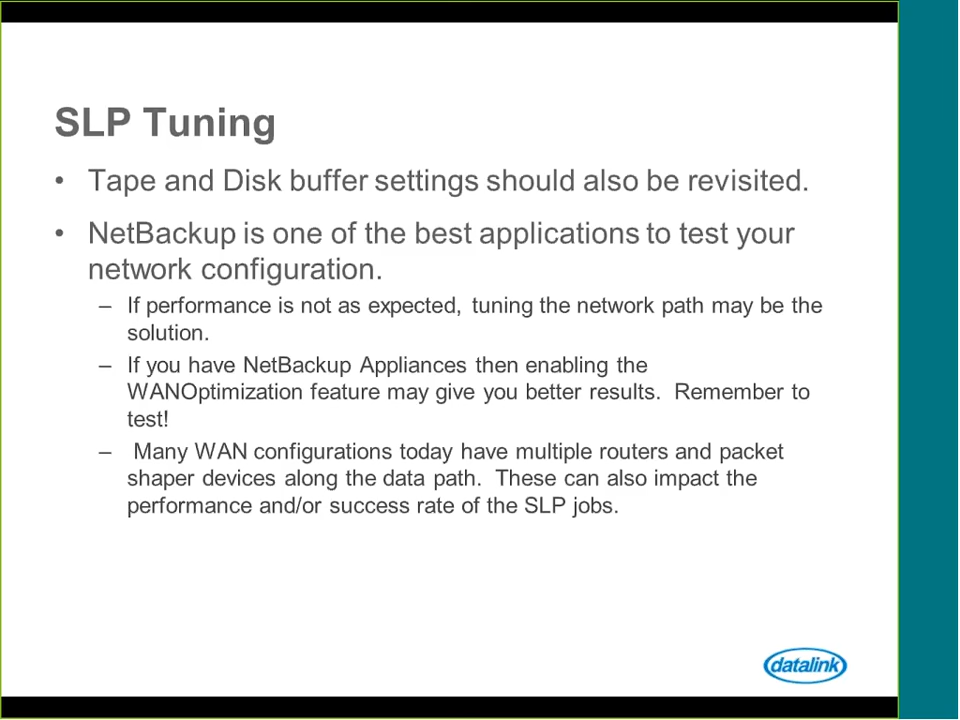 SLP Tuning
• Tape and Disk buffer settings should also be revisited.
• NetBackup is one of the best applications to test your
network configuration.
– If performance is not as expected, tuning the network path may be the
solution.
– If you have NetBackup Appliances then enabling the
WANOptimization feature may give you better results. Remember to
test!
– Many WAN configurations today have multiple routers and packet
shaper devices along the data path. These can also impact the
performance and/or success rate of the SLP jobs.
datalink